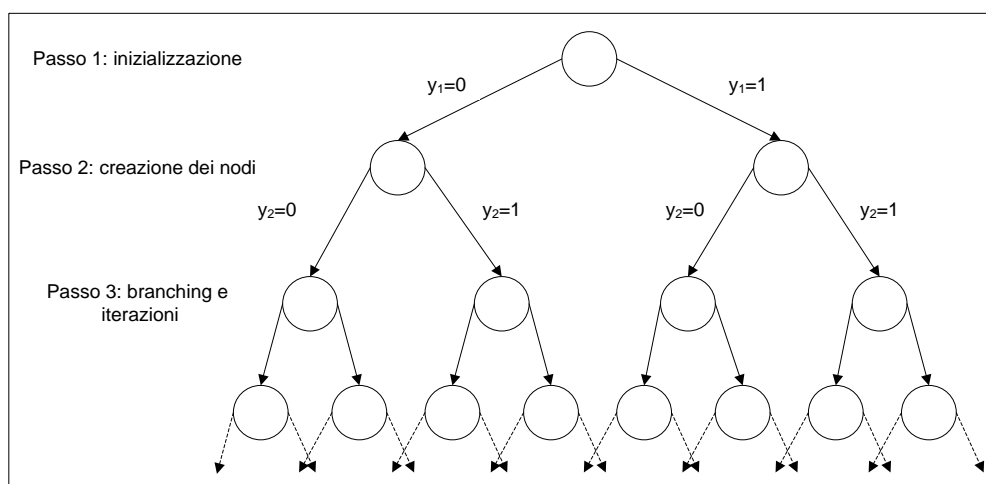 Passo 1: inizializzazione
y₁=0
y₁=1
Passo 2: creazione dei nodi
y₂=0
y₂=1
y₂=0
y₂=1
Passo 3: branching e
iterazioni